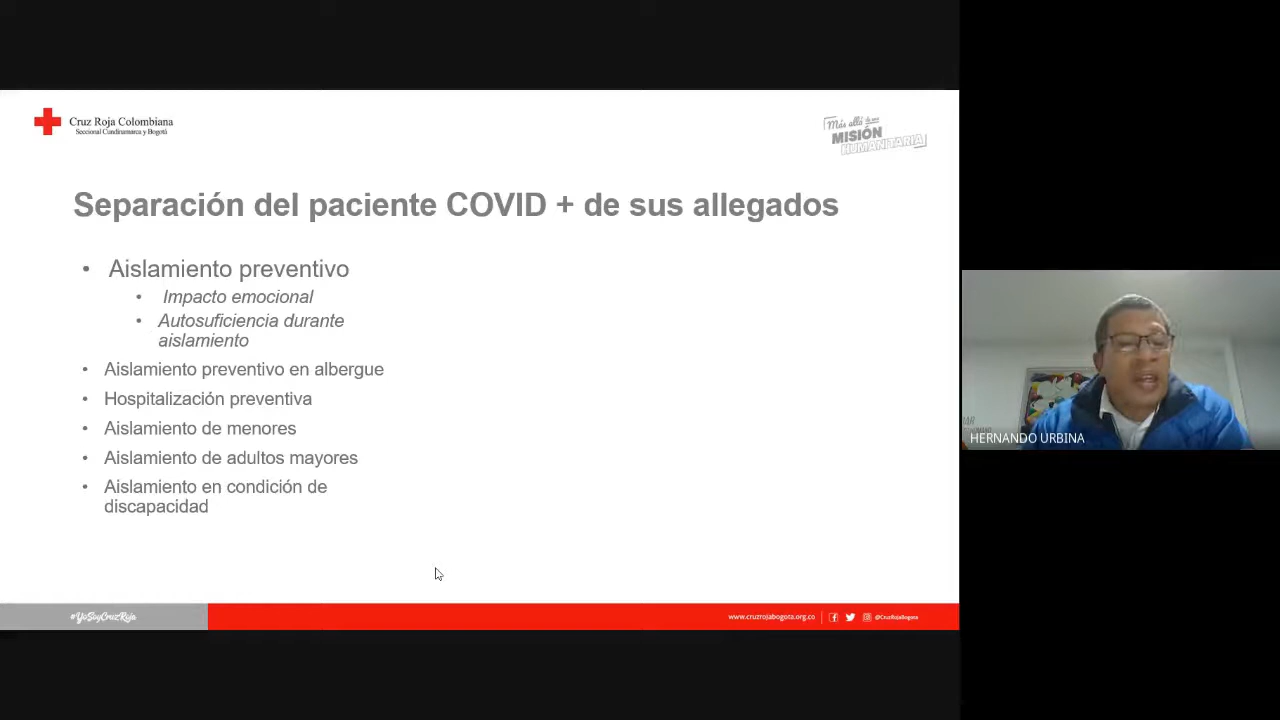 Cruz Roja Colombiana
Seccional Cundinamarca y Bogotá
Más allá de una
MISIÓN
HUMANITARIA
Separación del paciente COVID + de sus allegados
• Aislamiento preventivo
• Impacto emocional
• Autosuficiencia durante
aislamiento
• Aislamiento preventivo en albergue
• Hospitalización preventiva
• Aislamiento de menores
• Aislamiento de adultos mayores
• Aislamiento en condición de
discapacidad
HERNANDO URBINA
#YoSoyCruzRoja
www.cruzrojabogota.org.co
@CruzRojaBogota